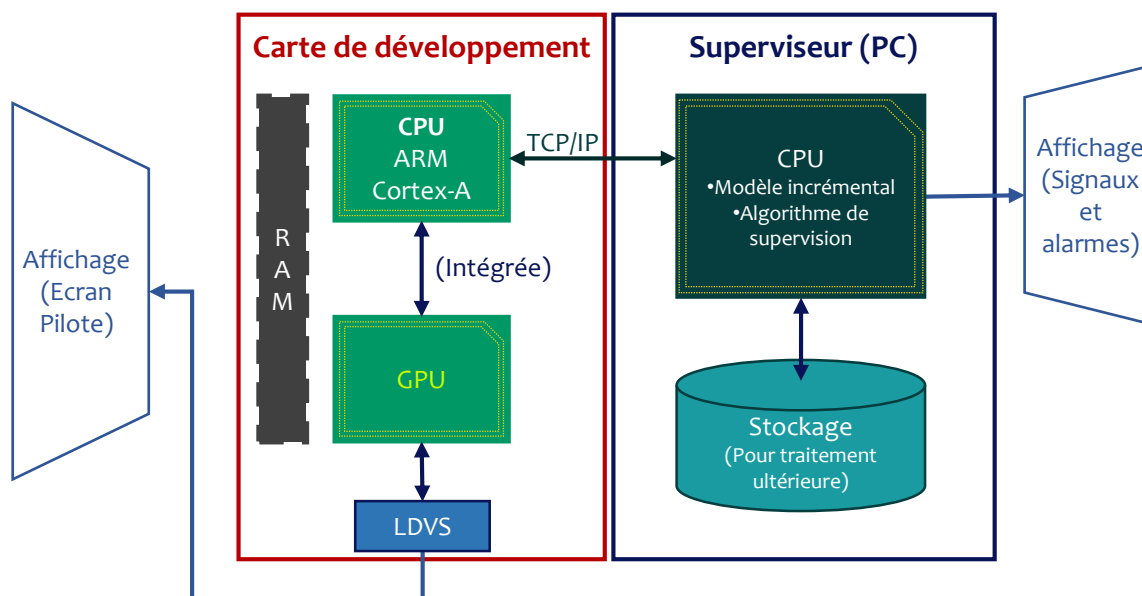 Carte de développement
Superviseur (PC)
Affichage
(Ecran
Pilote)
R
A
M
CPU
ARM
Cortex-A
(Intégrée)
GPU
LDVS
TCP/IP
CPU
•Modèle incrémental
•Algorithme de
supervision
Stockage
(Pour traitement
ultérieure)
Affichage
(Signaux
et
alarmes)